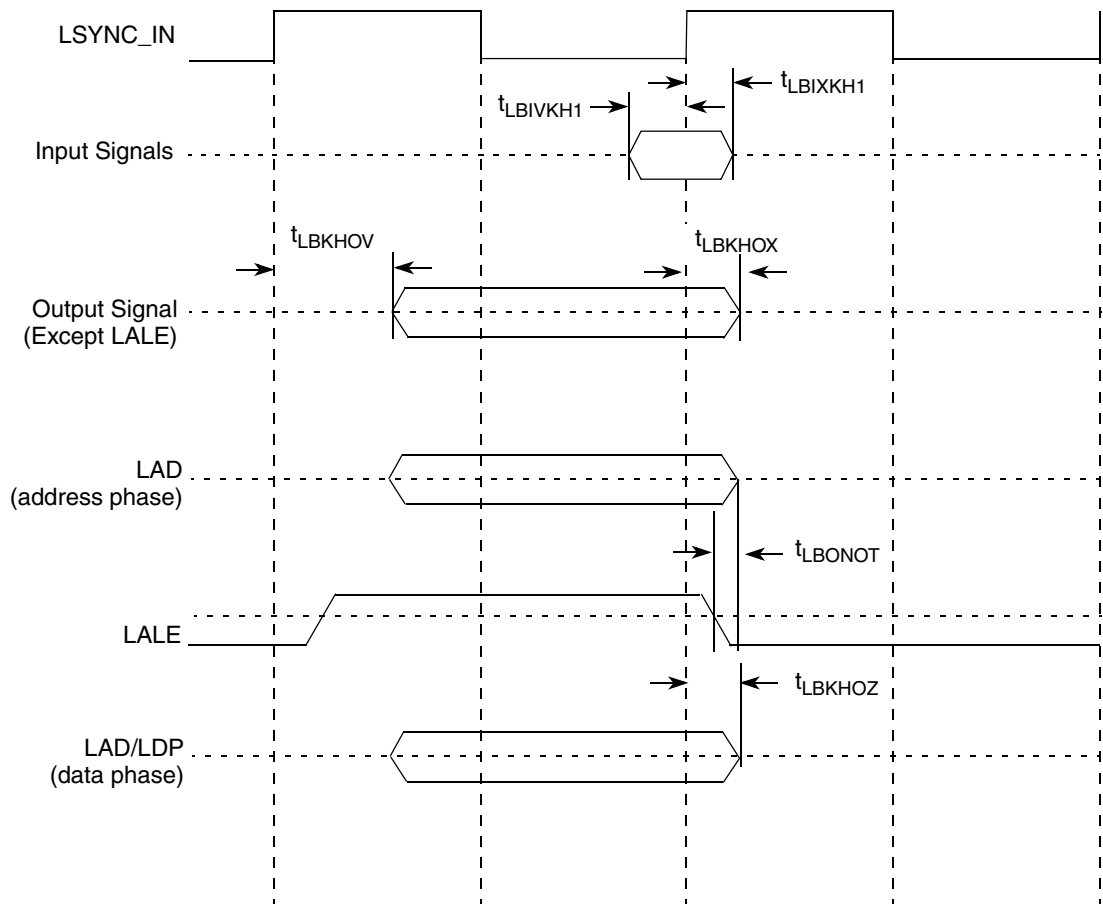 LSYNC_IN
tLBIXKH1
tLBIVKH1
Input Signals
tLBKHOV
tLBKHOX
Output Signal
(Except LALE)
LAD
(address phase)
tLBONOT
LALE
tLBKHOZ
LAD/LDP
(data phase)